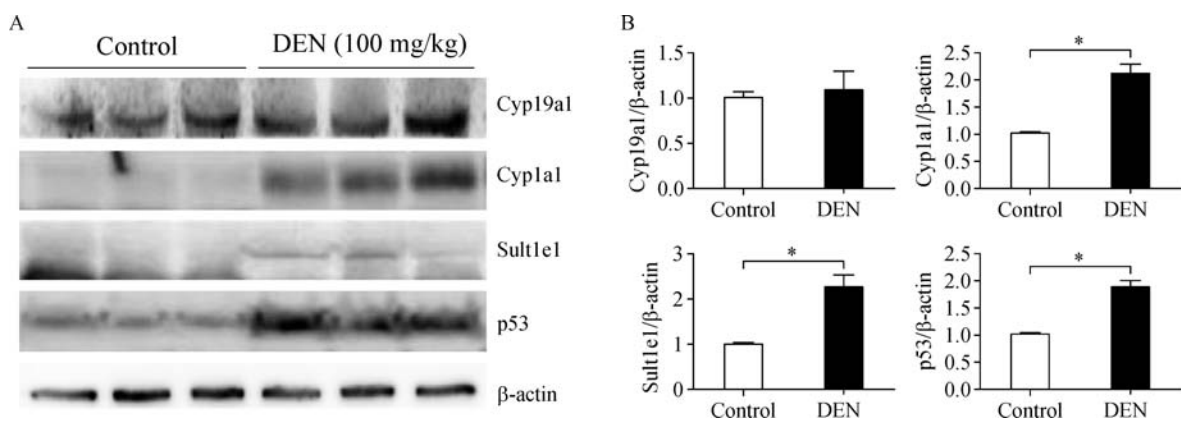 A
Control
DEN (100 mg/kg)
Cyp19a1
Cyp1a1
Sult1e1
p53
β-actin
B
Cyp19a1/β-actin
1.5
1.0
0.5
0.0
Control
DEN
Cyp1a1/β-actin
2.5
2.0
1.5
1.0
0.5
0.0
*
Control
DEN
Sult1e1/β-actin
3
2
1
0
*
Control
DEN
p53/β-actin
2.5
2.0
1.5
1.0
0.5
0.0
*
Control
DEN